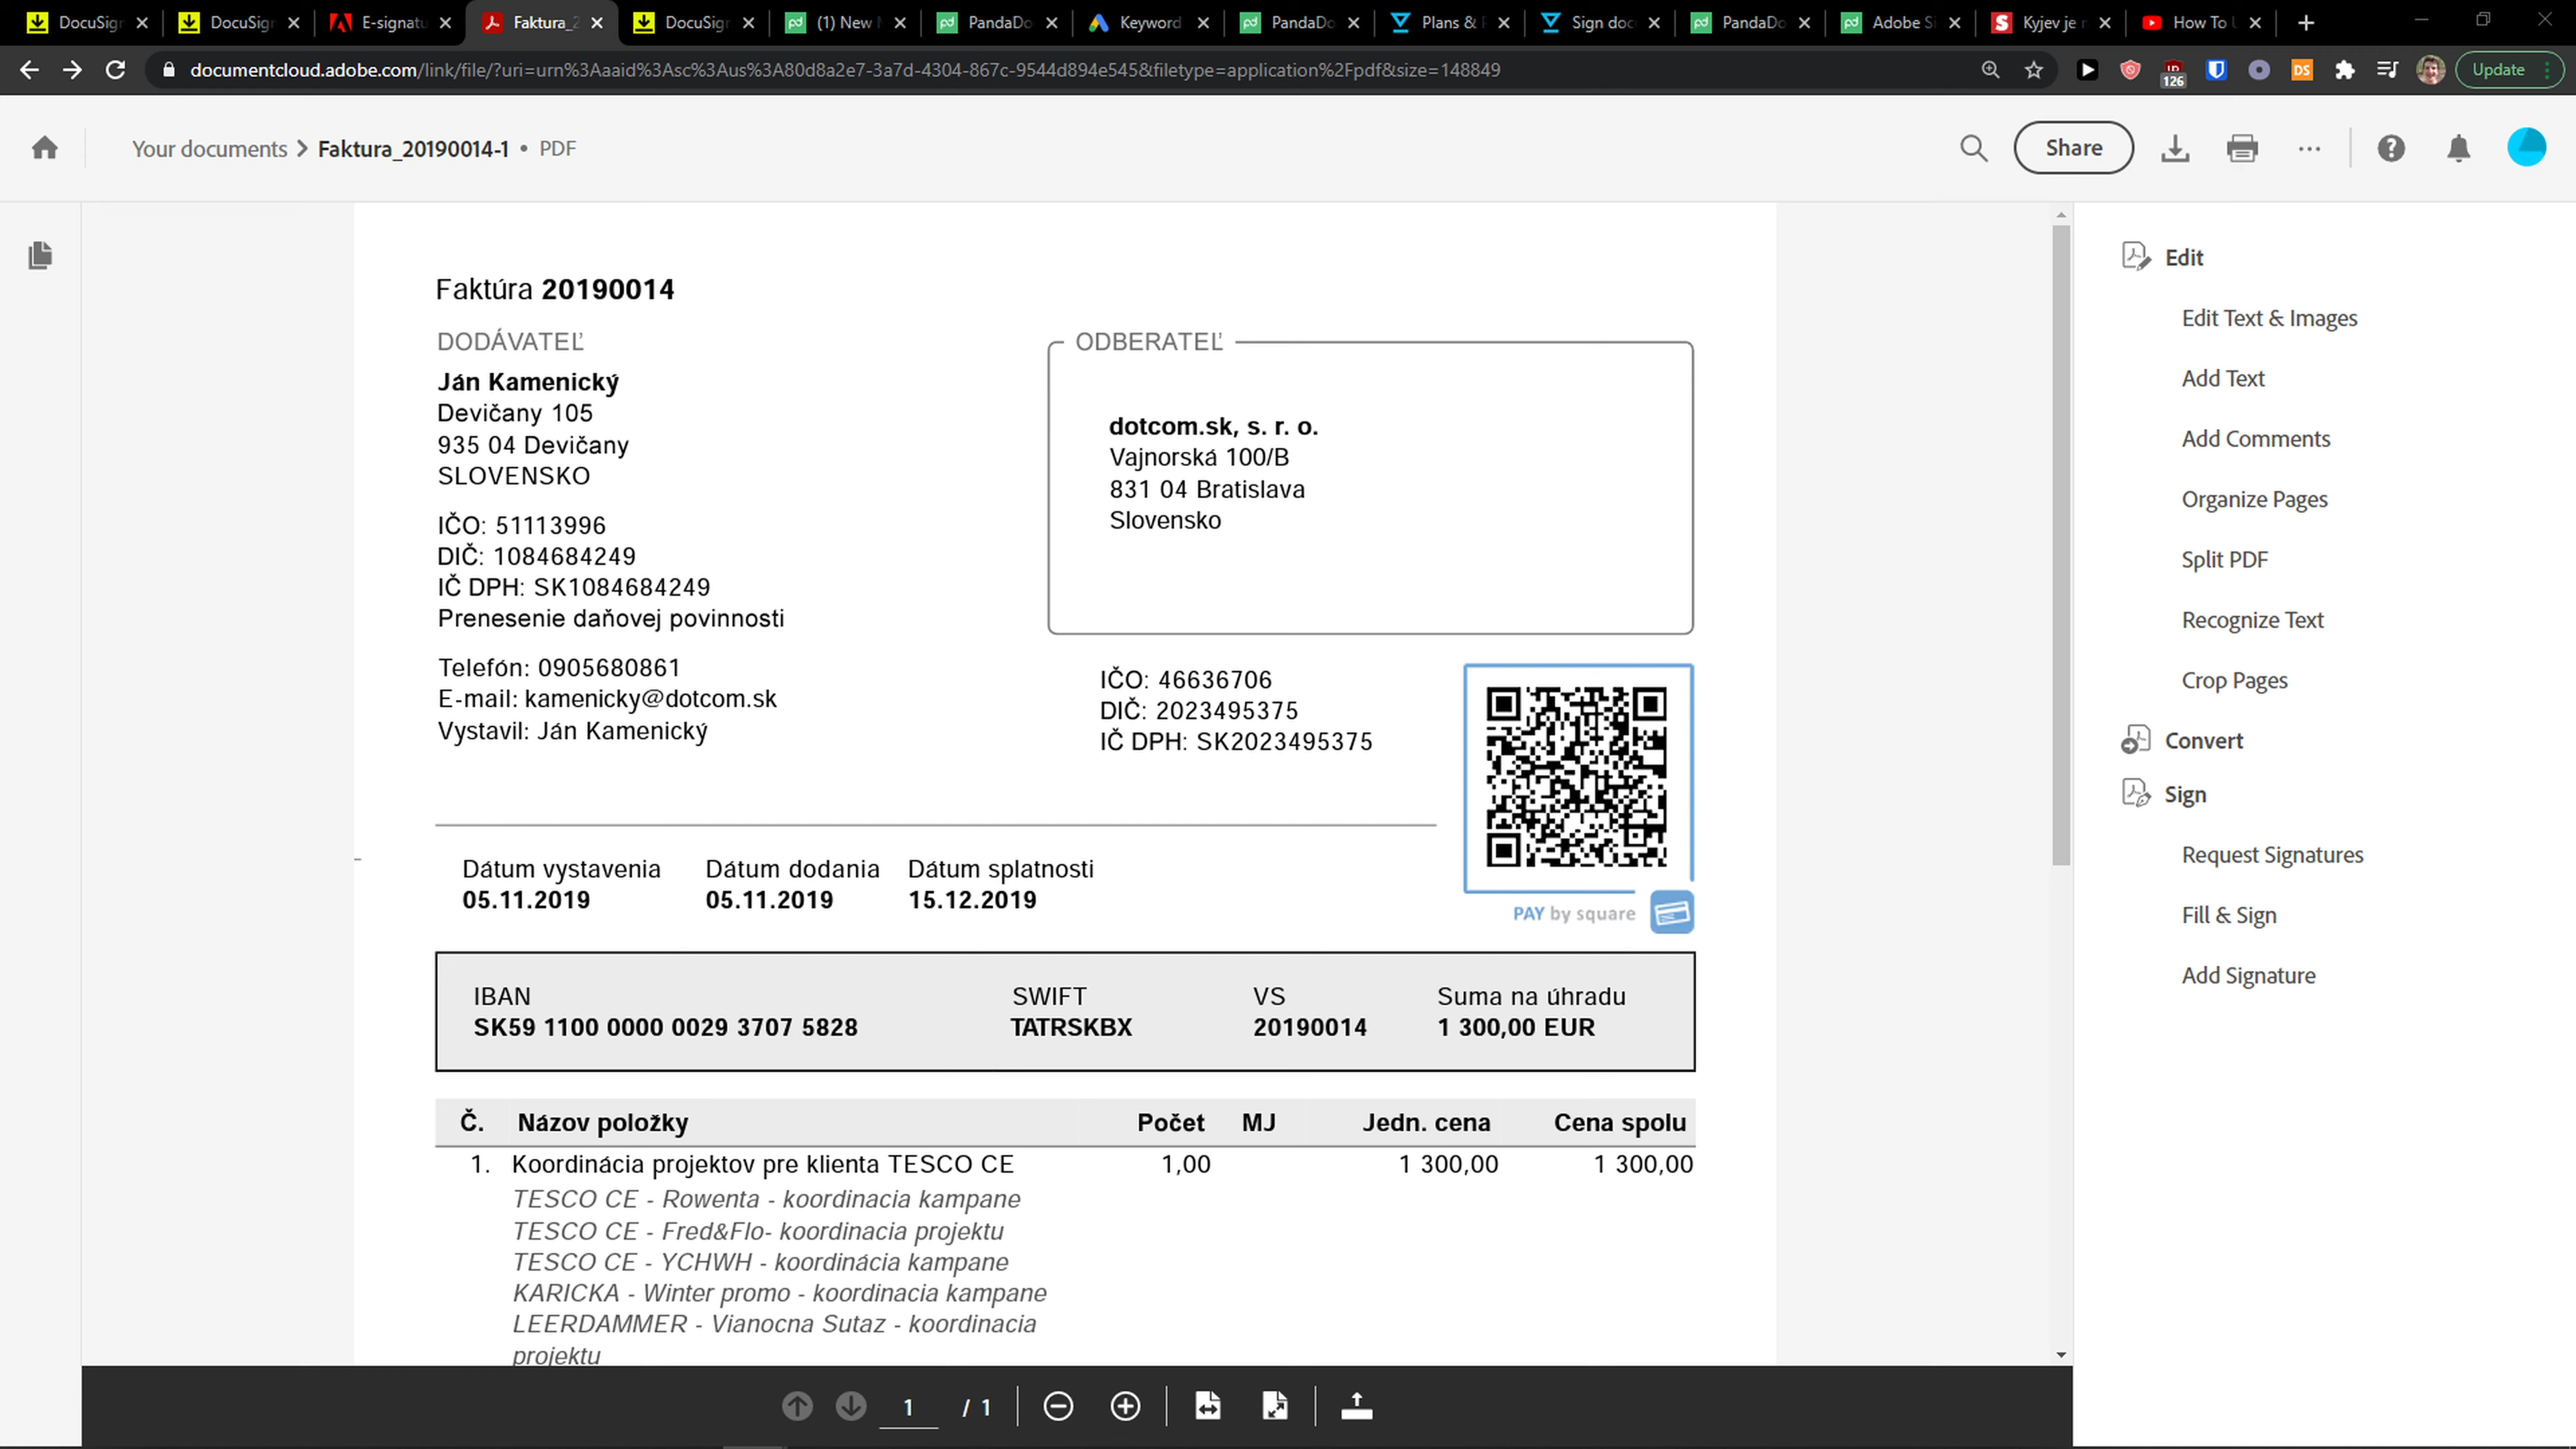 DocuSign
DocuSign
E-signatu
Faktura_2
DocuSign
(1) New
PandaDo
Keyword
PandaDo
Plans &
Sign doc
PandaDo
Adobe Si
Kyjev je
How To
documentcloud.adobe.com/link/file/?uri=urn%3Aaaid%3Asc%3Aus%3A80d8a2e7-3a7d-4304-867c-9544d894e545&filetype=application%2Fpdf&size=148849
126
DS
Update
Your documents > Faktura_20190014-1 • PDF
Share
Faktúra 20190014
DODÁVATEĽ
Ján Kamenický
Devičany 105
935 04 Devičany
SLOVENSKO
IČO: 51113996
DIČ: 1084684249
IČ DPH: SK1084684249
Prenesenie daňovej povinnosti
Telefón: 0905680861
E-mail: kamenicky@dotcom.sk
Vystavil: Ján Kamenický
ODBERATEĽ
dotcom.sk, s. r. o.
Vajnorská 100/B
831 04 Bratislava
Slovensko
IČO: 46636706
DIČ: 2023495375
IČ DPH: SK2023495375
PAY by square
Dátum vystavenia Dátum dodania Dátum splatnosti
05.11.2019 05.11.2019 15.12.2019
IBAN SWIFT VS Suma na úhradu
SK59 1100 0000 0029 3707 5828 TATRSKBX 20190014 1 300,00 EUR
Č. Názov položky Počet MJ Jedn. cena Cena spolu
1. Koordinácia projektov pre klienta TESCO CE 1,00 1 300,00 1 300,00
TESCO CE - Rowenta - koordinacia kampane
TESCO CE - Fred&Flo- koordinacia projektu
TESCO CE - YCHWH - koordinácia kampane
KARICKA - Winter promo - koordinacia kampane
LEERDAMMER - Vianocna Sutaz - koordinacia
projektu
1 / 1
Edit
Edit Text & Images
Add Text
Add Comments
Organize Pages
Split PDF
Recognize Text
Crop Pages
Convert
Sign
Request Signatures
Fill & Sign
Add Signature